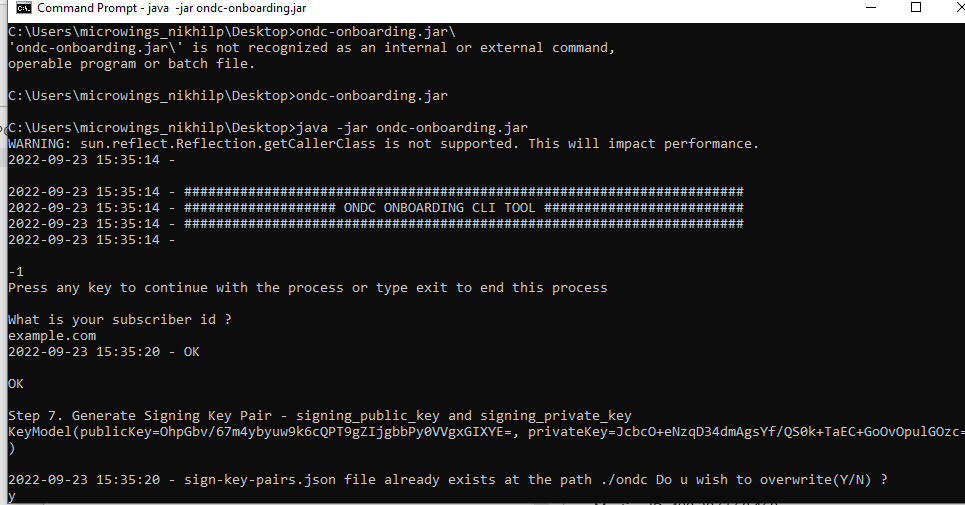 Command Prompt - java -jar ondc-onboarding.jar
C:\Users\microwings_nikhilp\Desktop>ondc-onboarding.jar\
'ondc-onboarding.jar\' is not recognized as an internal or external command,
operable program or batch file.
C:\Users\microwings_nikhilp\Desktop>ondc-onboarding.jar
C:\Users\microwings_nikhilp\Desktop>java -jar ondc-onboarding.jar
WARNING: sun.reflect.Reflection.getCallerClass is not supported. This will impact performance.
2022-09-23 15:35:14 -
2022-09-23 15:35:14 - ######################################################################
2022-09-23 15:35:14 - ################### ONDC ONBOARDING CLI TOOL #########################
2022-09-23 15:35:14 - ######################################################################
2022-09-23 15:35:14 -
-1
Press any key to continue with the process or type exit to end this process
What is your subscriber id ?
example.com
2022-09-23 15:35:20 - OK
OK
Step 7. Generate Signing Key Pair - signing_public_key and signing_private_key
KeyModel(publicKey=OhpGbv/67m4ybyuw9k6cQPT9gZIjgbbPy0VVgxGIXYE=, privateKey=JcbcO+eNzqD34dmAgsYf/QS0k+TaEC+GoOvOpulGOzc=
)
2022-09-23 15:35:20 - sign-key-pairs.json file already exists at the path ./ondc Do u wish to overwrite(Y/N) ?
y